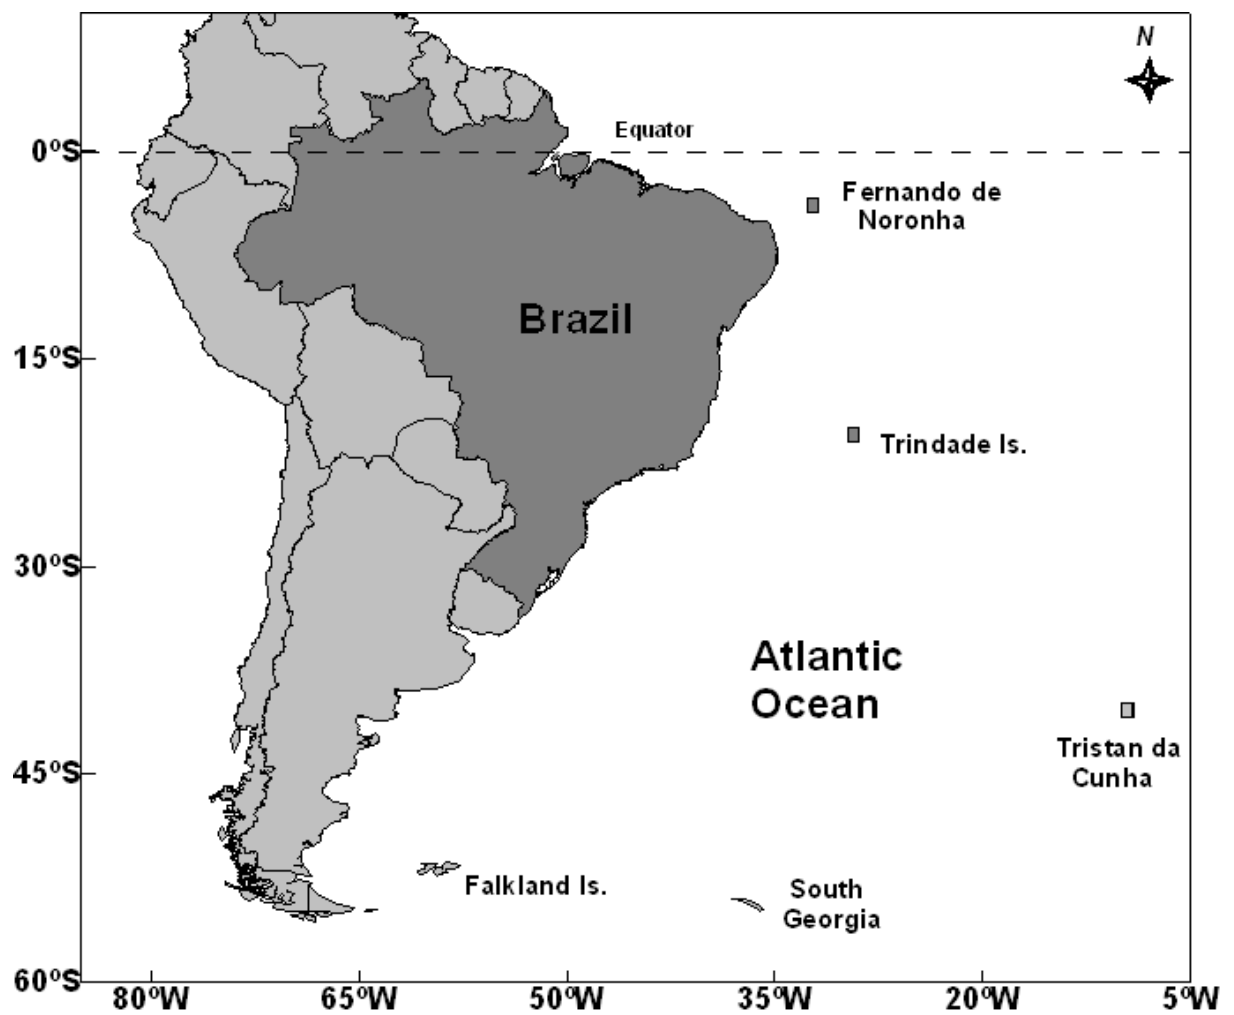 N
Equator
0ºS
Fernando de
Noronha
Brazil
15ºS
Trindade Is.
30ºS
Atlantic
Ocean
Tristan da
Cunha
45ºS
Falkland Is.
South
Georgia
60ºS
80ºW 65ºW 50ºW 35ºW 20ºW 5ºW